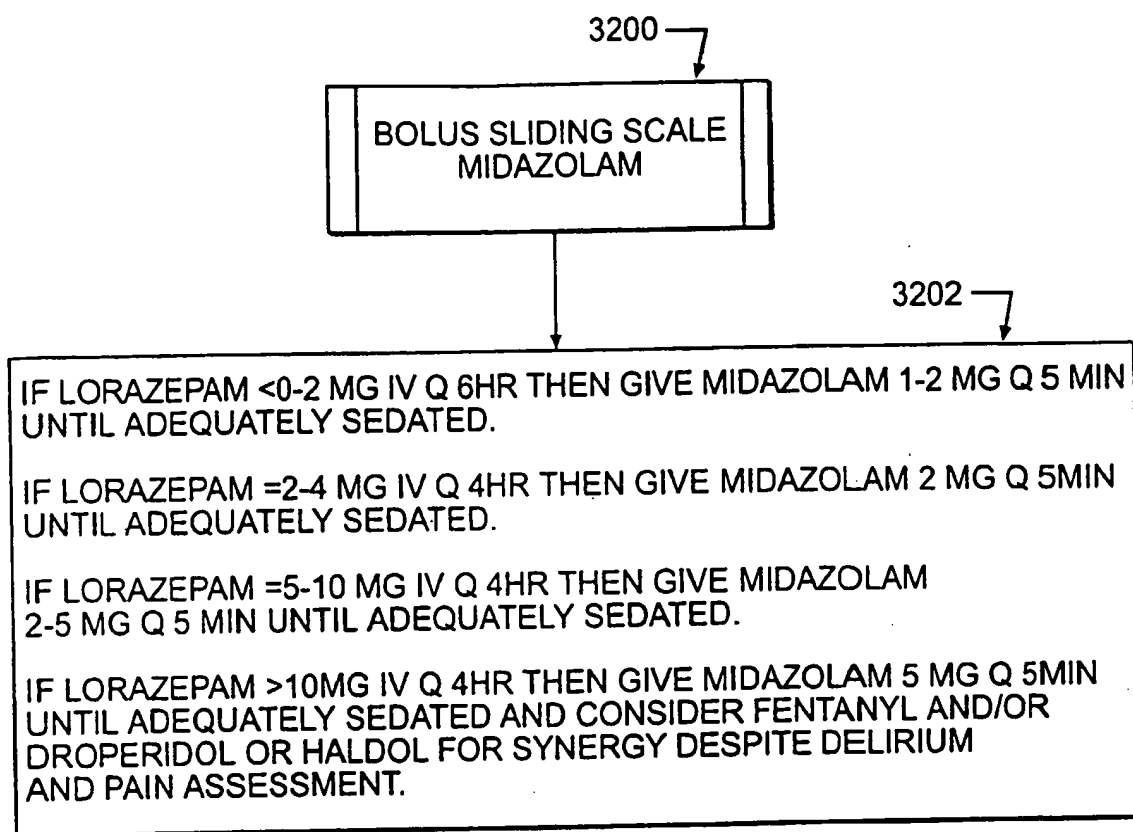 3200
BOLUS SLIDING SCALE
MIDAZOLAM
3202
IF LORAZEPAM <0-2 MG IV Q 6HR THEN GIVE MIDAZOLAM 1-2 MG Q 5 MIN
UNTIL ADEQUATELY SEDATED.
IF LORAZEPAM =2-4 MG IV Q 4HR THEN GIVE MIDAZOLAM 2 MG Q 5MIN
UNTIL ADEQUATELY SEDATED.
IF LORAZEPAM =5-10 MG IV Q 4HR THEN GIVE MIDAZOLAM
2-5 MG Q 5 MIN UNTIL ADEQUATELY SEDATED.
IF LORAZEPAM >10MG IV Q 4HR THEN GIVE MIDAZOLAM 5 MG Q 5MIN
UNTIL ADEQUATELY SEDATED AND CONSIDER FENTANYL AND/OR
DROPERIDOL OR HALDOL FOR SYNERGY DESPITE DELIRIUM
AND PAIN ASSESSMENT.